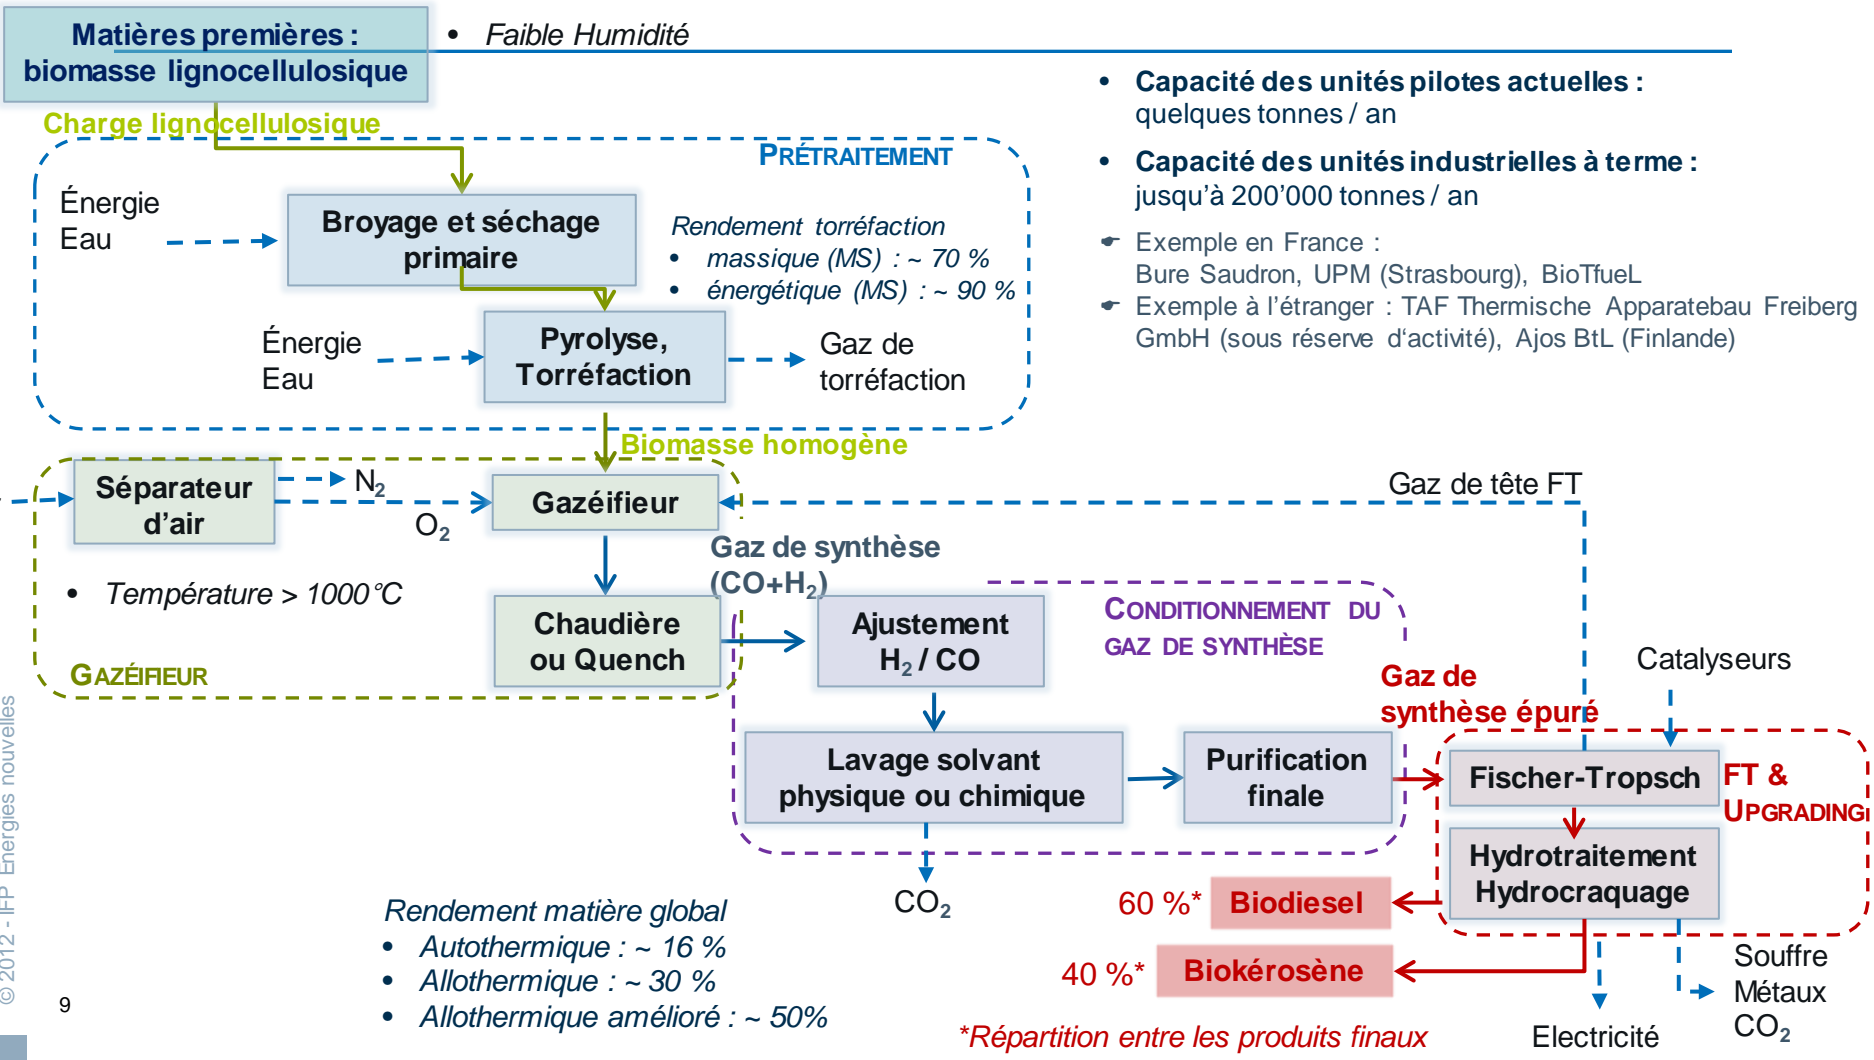 Matières premières :
biomasse lignocellulosique
• Faible Humidité
Charge lignocellulosique
PRÉTRAITEMENT
Énergie
Eau
Broyage et séchage
primaire
Rendement torréfaction
• massique (MS) : ~ 70 %
• énergétique (MS) : ~ 90 %
Énergie
Eau
Pyrolyse,
Torréfaction
Gaz de
torréfaction
• Capacité des unités pilotes actuelles :
quelques tonnes / an
• Capacité des unités industrielles à terme :
jusqu’à 200’000 tonnes / an
☛ Exemple en France :
Bure Saudron, UPM (Strasbourg), BioTfueL
☛ Exemple à l’étranger : TAF Thermische Apparatebau Freiberg
GmbH (sous réserve d‘activité), Ajos BtL (Finlande)
Biomasse homogène
Séparateur
d’air
N₂
O₂
Gazéifieur
Gaz de tête FT
• Température > 1000°C
Chaudière
ou Quench
GAZÉIFIEUR
Gaz de synthèse
(CO+H₂)
Ajustement
H₂ / CO
CONDITIONNEMENT DU
GAZ DE SYNTHÈSE
Lavage solvant
physique ou chimique
Purification
finale
CO₂
Gaz de
synthèse épuré
Catalyseurs
Fischer-Tropsch
FT &
UPGRADING
Hydrotraitement
Hydrocraquage
60 %* Biodiesel
40 %* Biokérosène
*Répartition entre les produits finaux
Electricité
Souffre
Métaux
CO₂
Rendement matière global
• Autothermique : ~ 16 %
• Allothermique : ~ 30 %
• Allothermique amélioré : ~ 50%
© 2012 - IFP Energies nouvelles
9